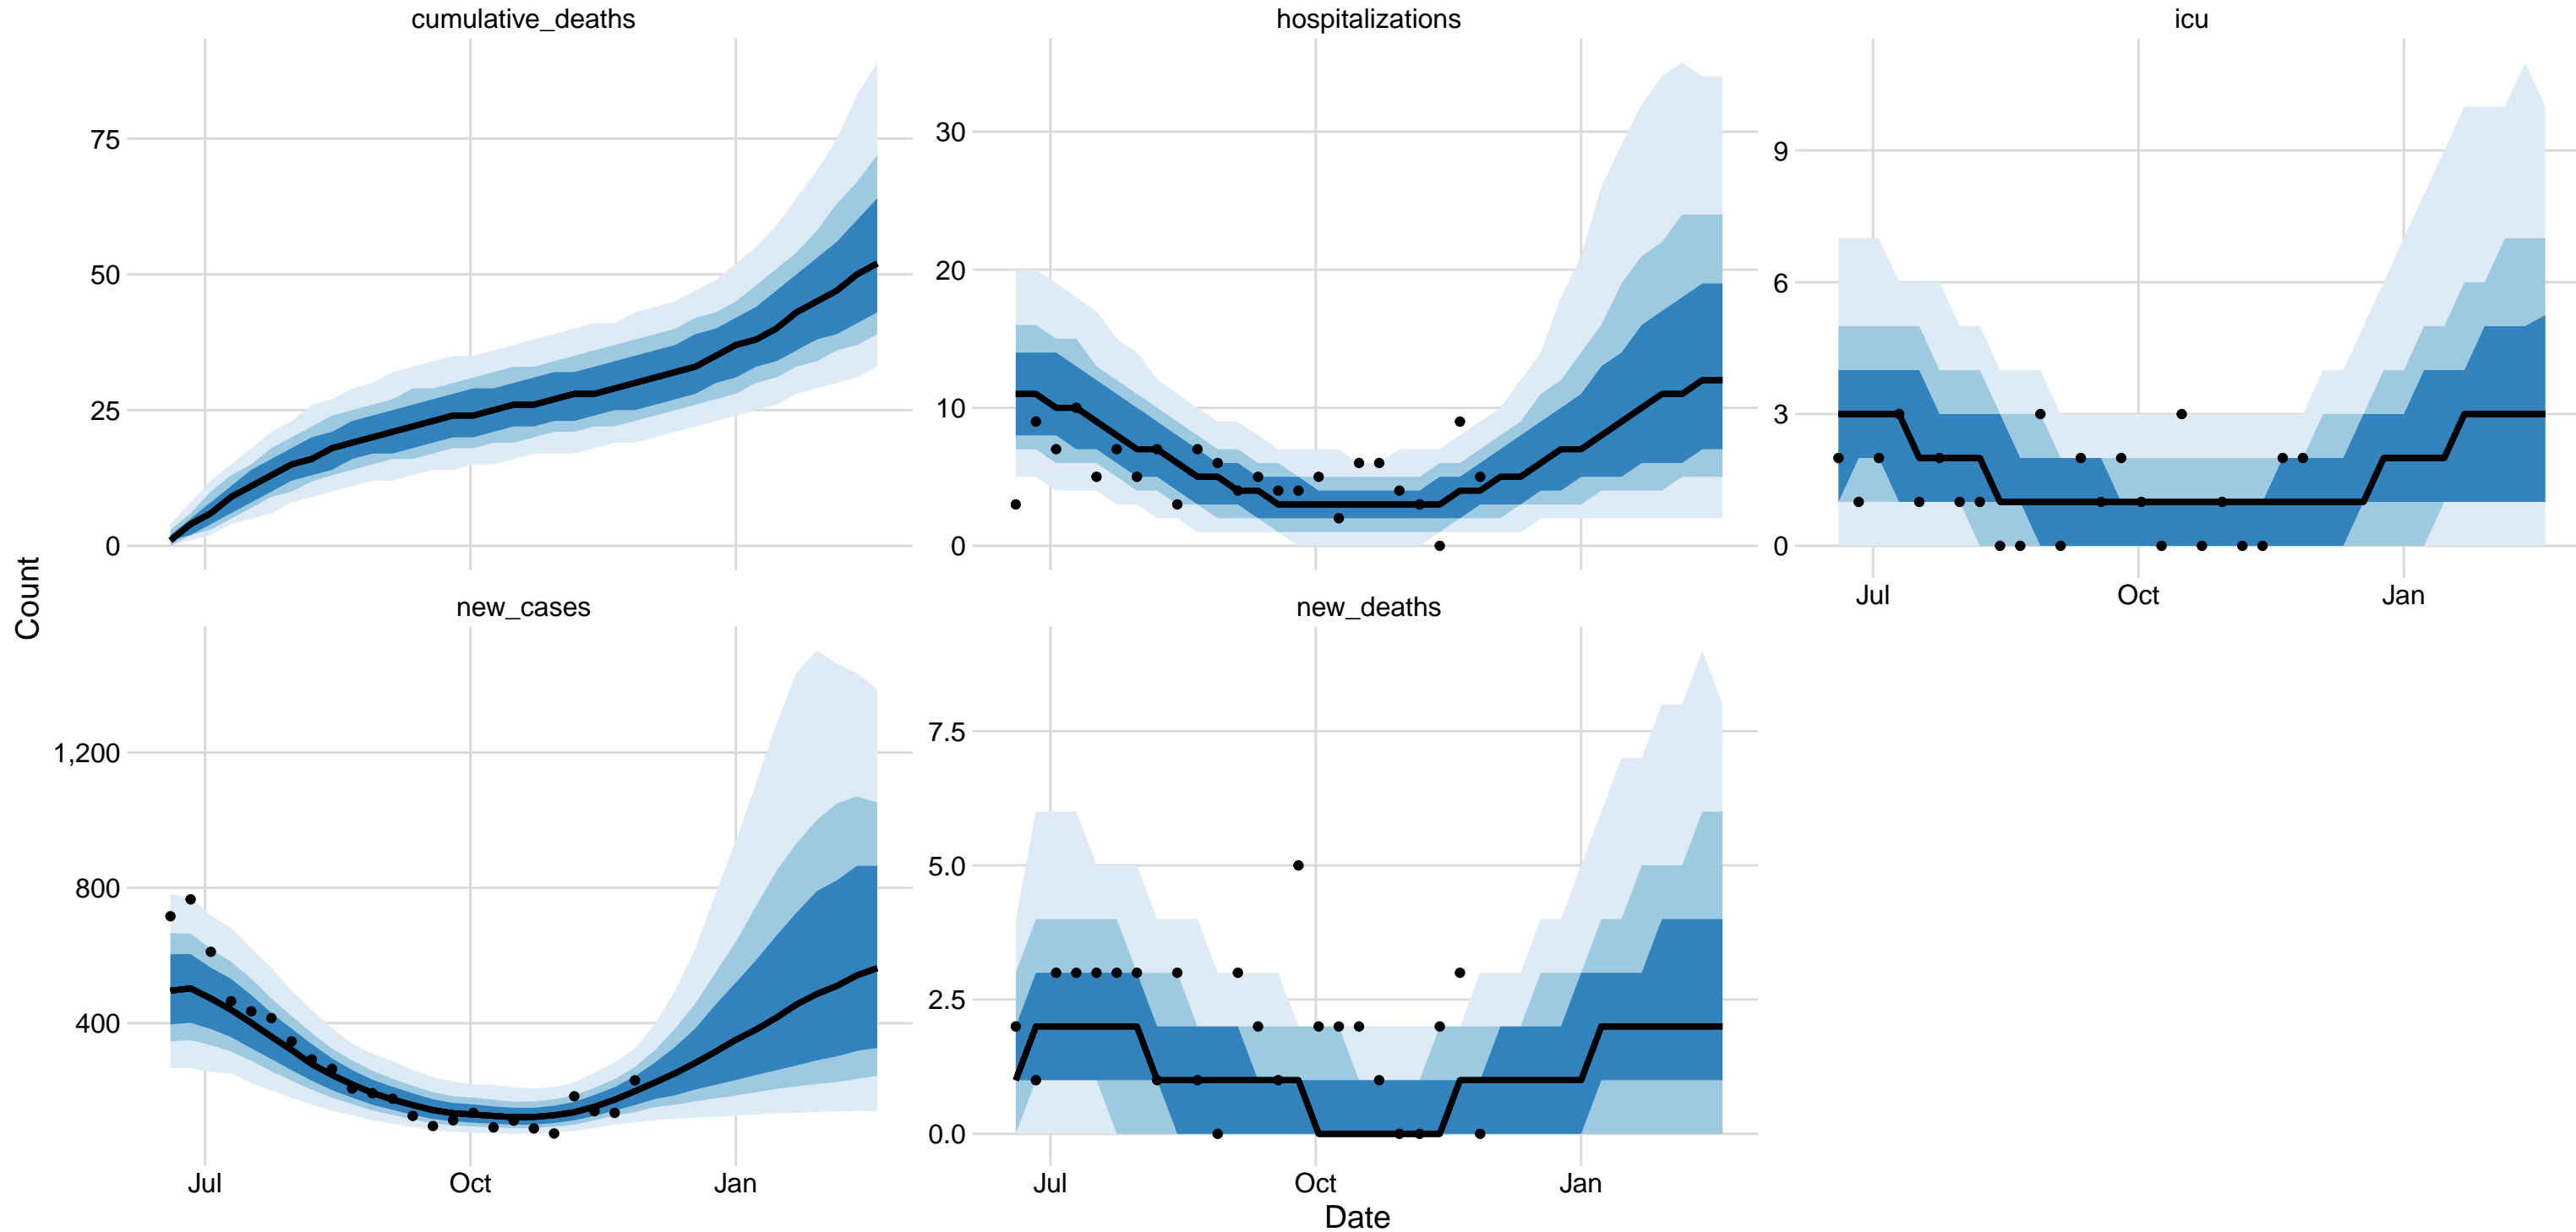 cumulative_deaths
75
50
25
0
hospitalizations
30
20
10
0
icu
9
6
3
0
Jul Oct Jan
Count
new_cases
1,200
800
400
Jul Oct Jan
new_deaths
7.5
5.0
2.5
0.0
Jul Oct Jan
Date